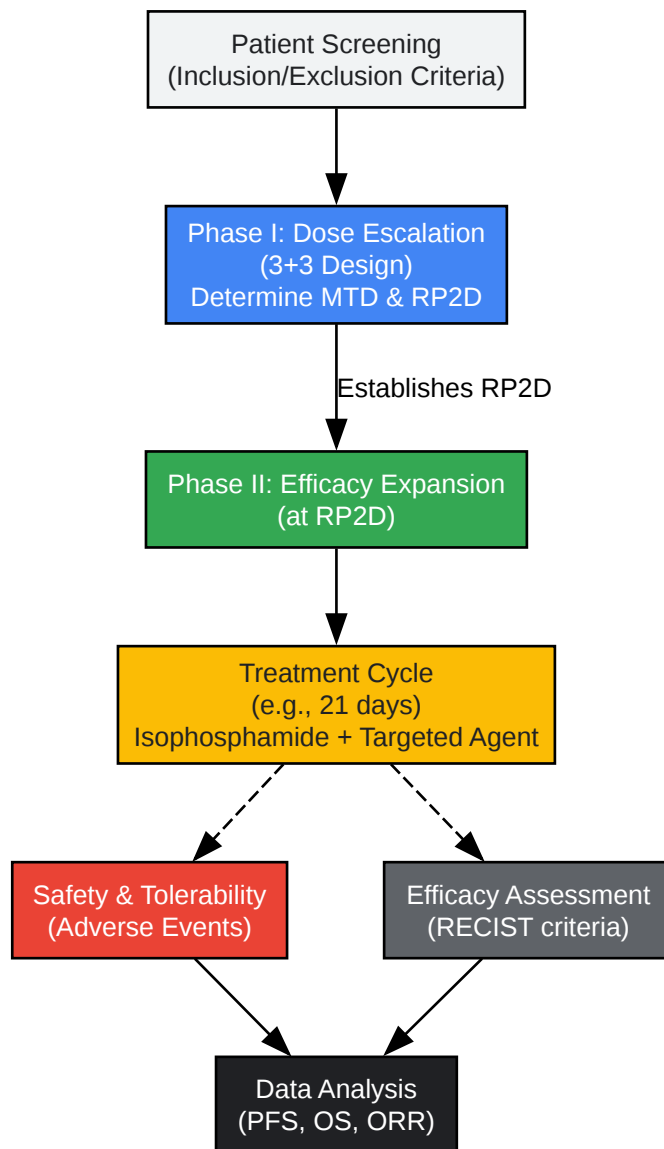 Patient Screening
(Inclusion/Exclusion Criteria)
Phase I: Dose Escalation
(3+3 Design)
Determine MTD & RP2D
Establishes RP2D
Phase II: Efficacy Expansion
(at RP2D)
Treatment Cycle
(e.g., 21 days)
Isophosphamide + Targeted Agent
Safety & Tolerability
(Adverse Events)
Efficacy Assessment
(RECIST criteria)
Data Analysis
(PFS, OS, ORR)